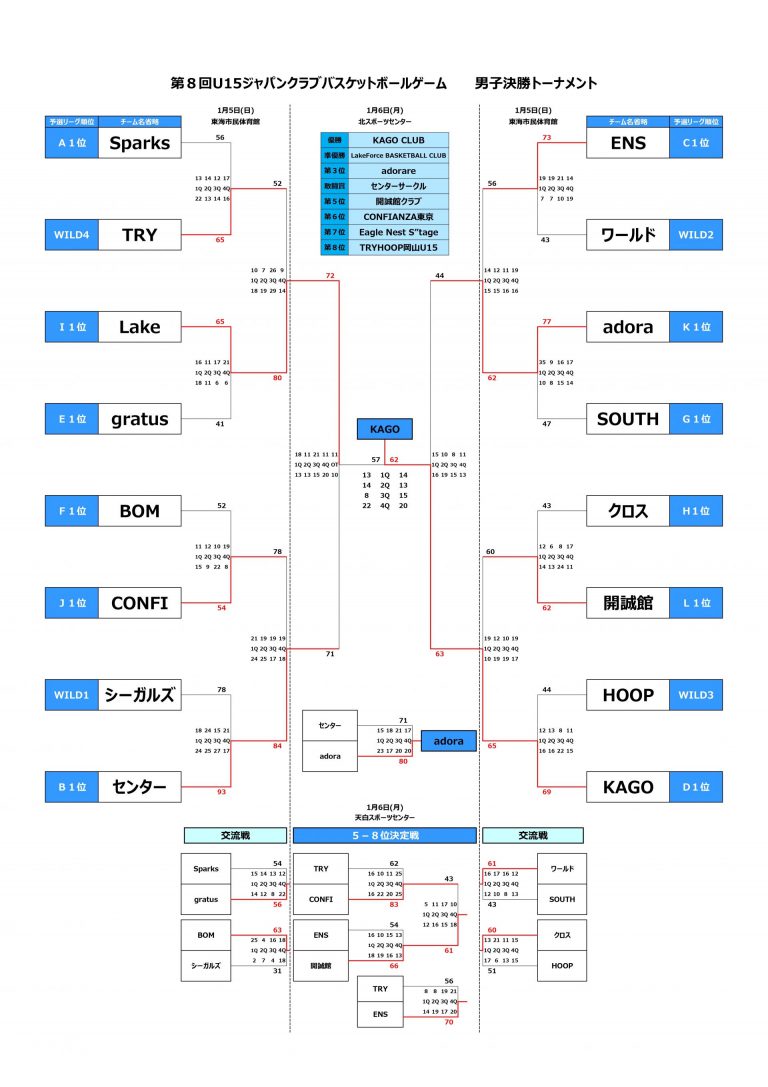 第８回U15ジャパンクラブバスケットボールゲーム　男子決勝トーナメント
1月5日(日)
東海市民体育館
1月6日(月)
北スポーツセンター
1月5日(日)
東海市民体育館
予選リーグ順位 チーム名省略
チーム名省略 予選リーグ順位
優勝 KAGO CLUB
準優勝 LakeForce BASKETBALL CLUB
第３位 adorare
敢闘賞 センターサークル
第５位 開誠館クラブ
第６位 CONFIANZA東京
第７位 Eagle Nest S"tage
第８位 TRYHOOP岡山U15
A１位 Sparks 56
13 14 12 17
1Q 2Q 3Q 4Q
22 13 14 16
WILD4 TRY 65
52
10 7 26 9
1Q 2Q 3Q 4Q
18 19 29 14
I１位 Lake 65
16 11 17 21
1Q 2Q 3Q 4Q
18 11 6 6
E１位 gratus 41
80
72
18 11 21 11 11
1Q 2Q 3Q 4Q OT
13 13 15 20 10
F１位 BOM 52
11 12 10 19
1Q 2Q 3Q 4Q
15 9 22 8
J１位 CONFI 54
78
21 19 19 19
1Q 2Q 3Q 4Q
24 25 17 18
WILD1 シーガルズ 78
18 24 15 21
1Q 2Q 3Q 4Q
24 25 27 17
B１位 センター 93
84
71
KAGO
57 62
13 1Q 14
14 2Q 13
8 3Q 15
22 4Q 20
73 ENS C１位
19 19 21 14
1Q 2Q 3Q 4Q
7 7 10 19
43 ワールド WILD2
56
14 12 11 19
1Q 2Q 3Q 4Q
15 15 16 16
77 adora K１位
35 9 16 17
1Q 2Q 3Q 4Q
10 8 15 14
47 SOUTH G１位
62
44
15 10 8 11
1Q 2Q 3Q 4Q
16 19 15 13
43 クロス H１位
12 6 8 17
1Q 2Q 3Q 4Q
14 13 24 11
62 開誠館 L１位
60
19 12 10 19
1Q 2Q 3Q 4Q
10 19 19 17
44 HOOP WILD3
12 13 8 11
1Q 2Q 3Q 4Q
16 16 22 15
69 KAGO D１位
65
63
センター 71
15 18 21 17
1Q 2Q 3Q 4Q
23 17 20 20
adora 80
adora
1月6日(月)
天白スポーツセンター
交流戦
５－８位決定戦
交流戦
Sparks 54
15 14 13 12
1Q 2Q 3Q 4Q
14 12 8 22
gratus 56
BOM 63
25 4 16 18
1Q 2Q 3Q 4Q
2 7 4 18
シーガルズ 31
TRY 62
16 10 11 25
1Q 2Q 3Q 4Q
16 22 20 25
CONFI 83
43
5 11 17 10
1Q 2Q 3Q 4Q
12 16 15 18
ENS 54
16 10 15 13
1Q 2Q 3Q 4Q
18 19 16 13
開誠館 66
61
TRY 56
8 8 19 21
1Q 2Q 3Q 4Q
14 19 17 20
ENS 70
61 ワールド
16 17 16 12
1Q 2Q 3Q 4Q
12 10 8 13
43 SOUTH
60 クロス
13 21 11 15
1Q 2Q 3Q 4Q
17 6 13 15
51 HOOP